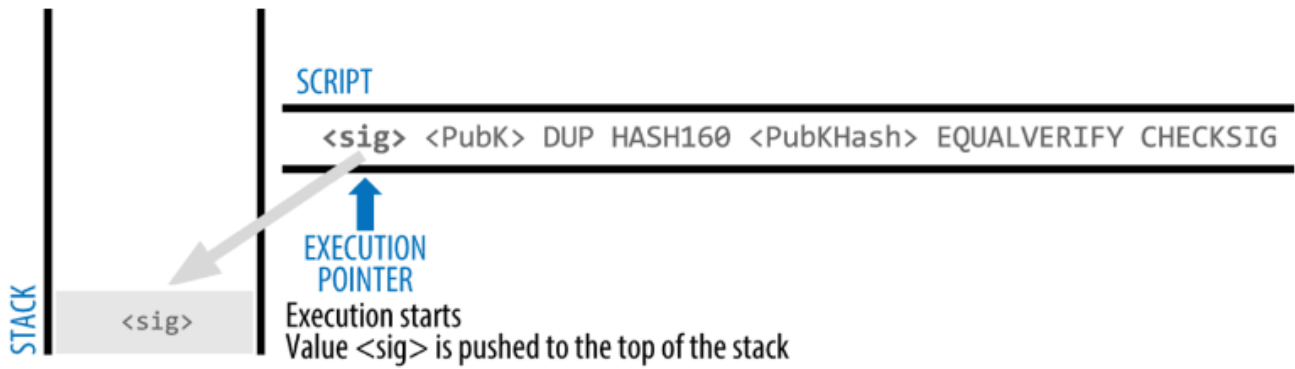 SCRIPT
<sig> <PubK> DUP HASH160 <PubKHash> EQUALVERIFY CHECKSIG
EXECUTION
POINTER
STACK
<sig>
Execution starts
Value <sig> is pushed to the top of the stack